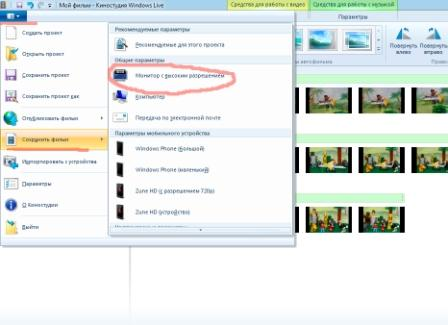 Мой фильм - Киностудия Windows Live
Средства для работы с видео
Средства для работы с музыкой
Параметры
Создать проект
Открыть проект
Сохранить проект
Сохранить проект как
Опубликовать фильм
Сохранить фильм
Импортировать с устройства
Параметры
О Киностудии
Выйти
Рекомендуемые параметры
Рекомендуемые для этого проекта
Общие параметры
Монитор с высоким разрешением
Компьютер
Передача по электронной почте
Параметры мобильного устройства
Windows Phone (большой)
Windows Phone (маленький)
Zune HD (с разрешением 720p)
Zune HD (устройство)
Повернуть влево
Повернуть вправо